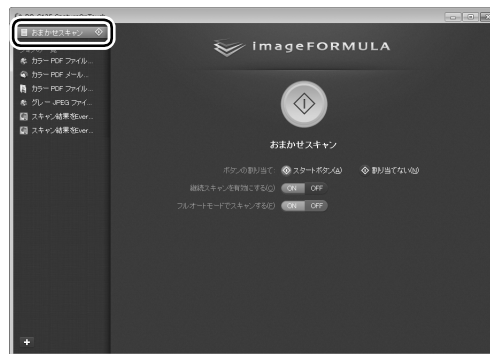 おまかせスキャン
カラー PDF ファイル...
カラー PDF メール...
カラー PDF ファイル...
グレー JPEG ファイ...
スキャン結果をEver...
スキャン結果をEver...
imageFORMULA
おまかせスキャン
ボタンの割り当て スタートボタン(A) 割り当てない(N)
継続スキャンを有効にする(C) ON OFF
フルオートモードでスキャンする(F) ON OFF